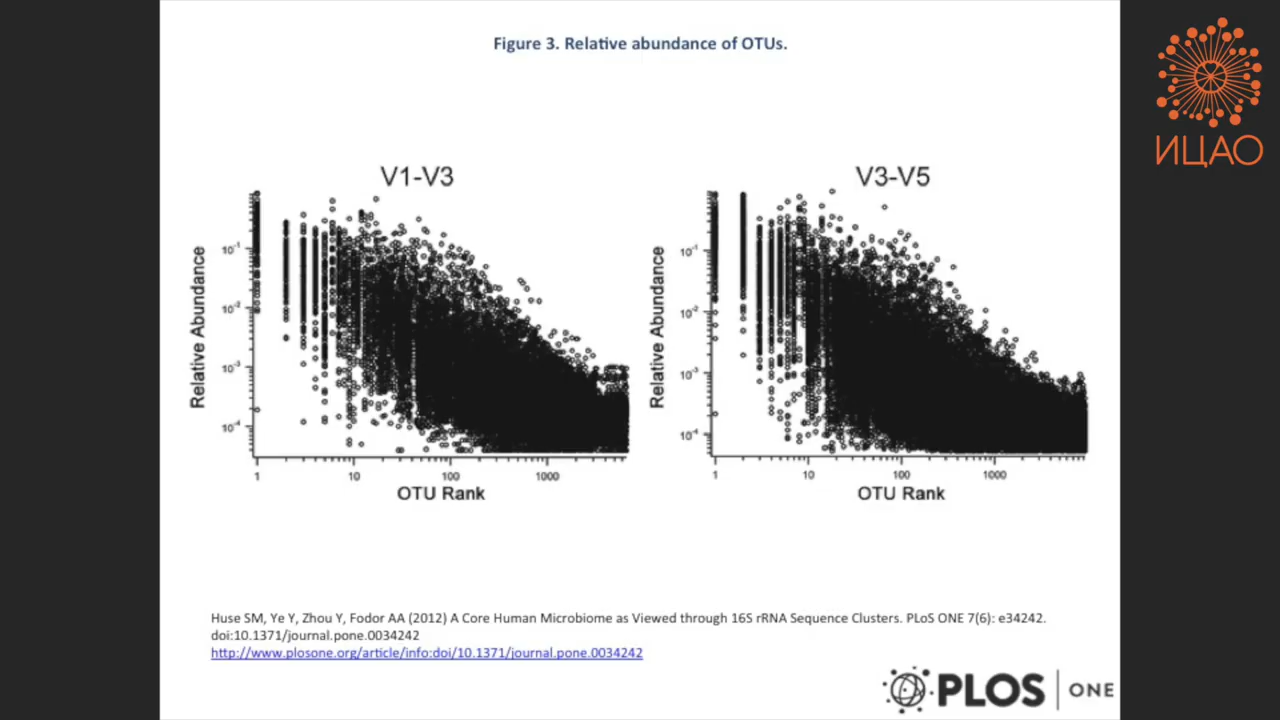 Figure 3. Relative abundance of OTUs.
ИЦАО
V1-V3
Relative Abundance
10⁻¹
10⁻²
10⁻³
10⁻⁴
1 10 100 1000
OTU Rank
V3-V5
Relative Abundance
10⁻¹
10⁻²
10⁻³
10⁻⁴
1 10 100 1000
OTU Rank
Huse SM, Ye Y, Zhou Y, Fodor AA (2012) A Core Human Microbiome as Viewed through 16S rRNA Sequence Clusters. PLoS ONE 7(6): e34242.
doi:10.1371/journal.pone.0034242
http://www.plosone.org/article/info:doi/10.1371/journal.pone.0034242
PLOS | ONE